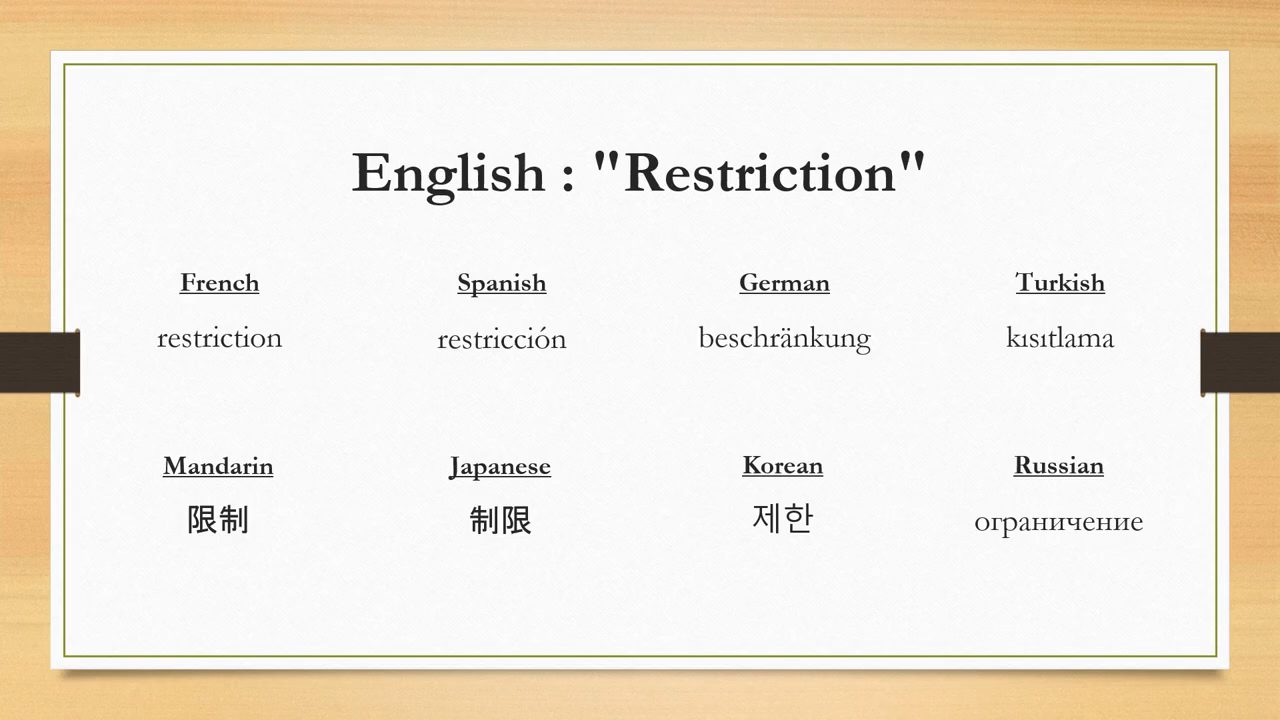 English : "Restriction"
French
Spanish
German
Turkish
restriction
restricción
beschränkung
kısıtlama
Mandarin
Japanese
Korean
Russian
限制
制限
제한
ограничение